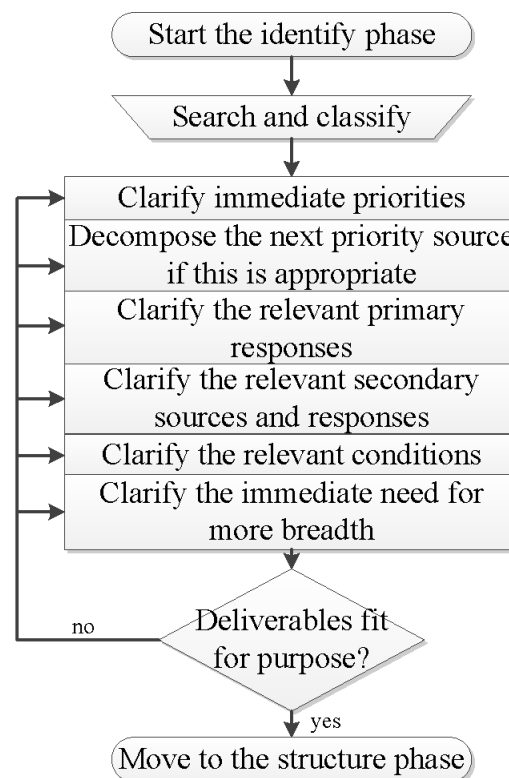 Start the identify phase
Search and classify
Clarify immediate priorities
Decompose the next priority source
if this is appropriate
Clarify the relevant primary
responses
Clarify the relevant secondary
sources and responses
Clarify the relevant conditions
Clarify the immediate need for
more breadth
Deliverables fit
for purpose?
no
yes
Move to the structure phase